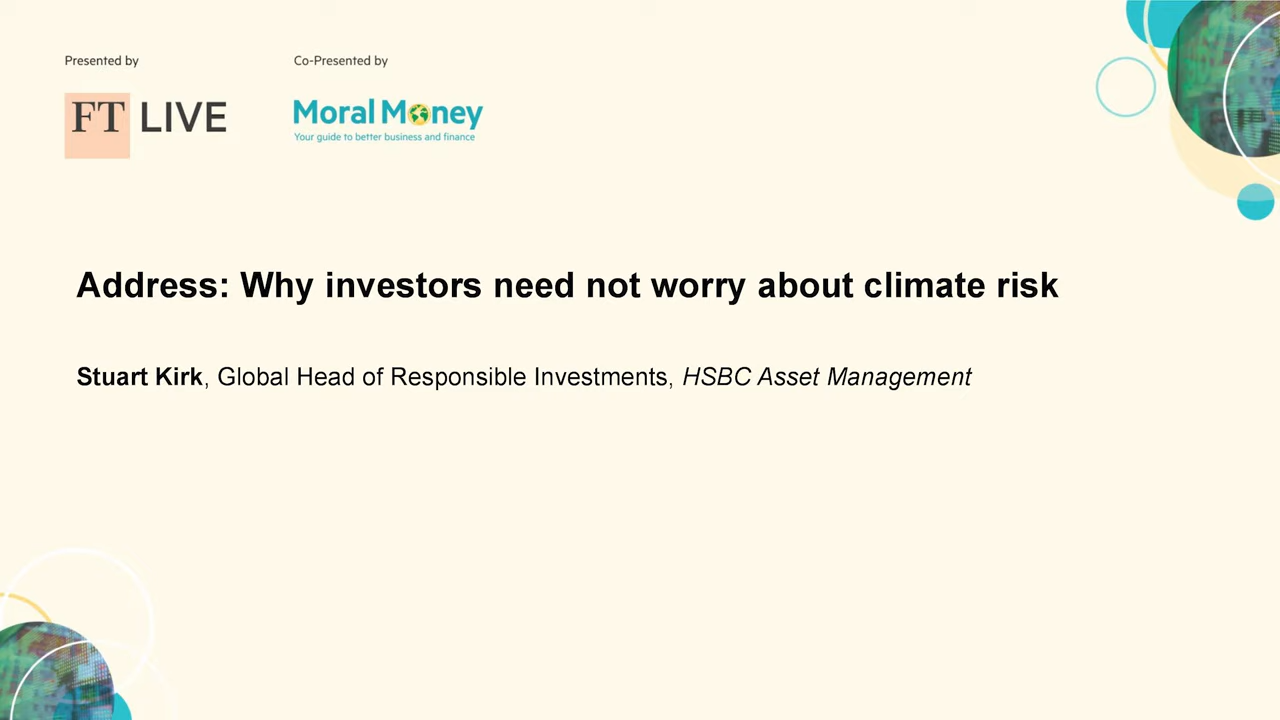 Presented by
Co-Presented by
FT LIVE
Moral Money
Your guide to better business and finance
Address: Why investors need not worry about climate risk
Stuart Kirk, Global Head of Responsible Investments, HSBC Asset Management